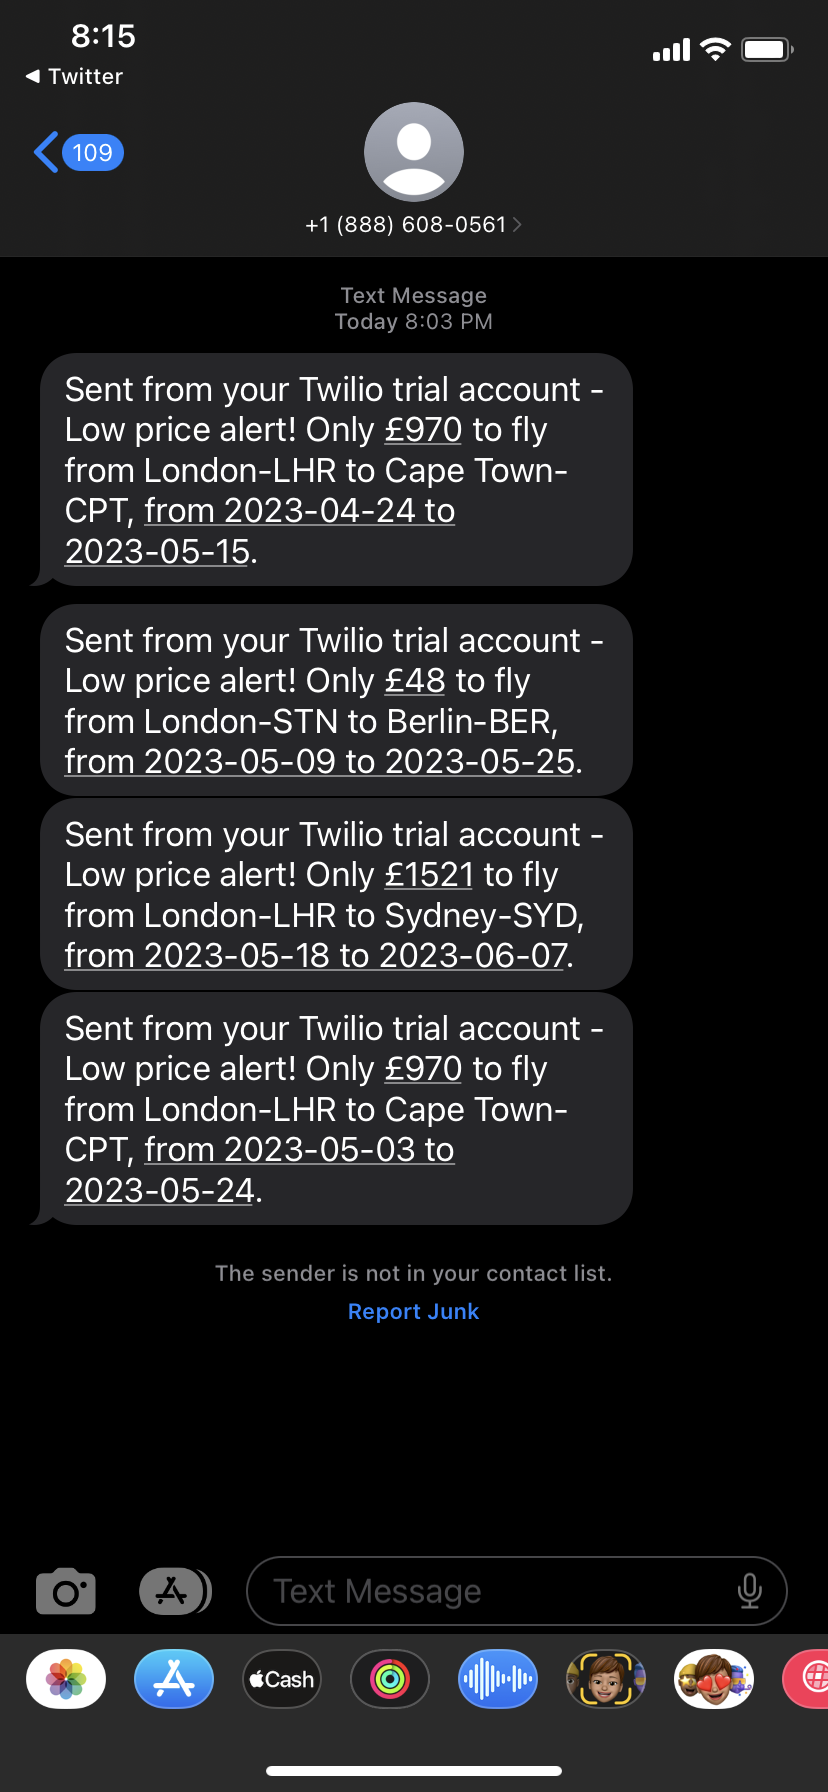 8:15
Twitter
109
+1 (888) 608-0561
Text Message
Today 8:03 PM
Sent from your Twilio trial account -
Low price alert! Only £970 to fly
from London-LHR to Cape Town-
CPT, from 2023-04-24 to
2023-05-15.
Sent from your Twilio trial account -
Low price alert! Only £48 to fly
from London-STN to Berlin-BER,
from 2023-05-09 to 2023-05-25.
Sent from your Twilio trial account -
Low price alert! Only £1521 to fly
from London-LHR to Sydney-SYD,
from 2023-05-18 to 2023-06-07.
Sent from your Twilio trial account -
Low price alert! Only £970 to fly
from London-LHR to Cape Town-
CPT, from 2023-05-03 to
2023-05-24.
The sender is not in your contact list.
Report Junk
Text Message
Cash